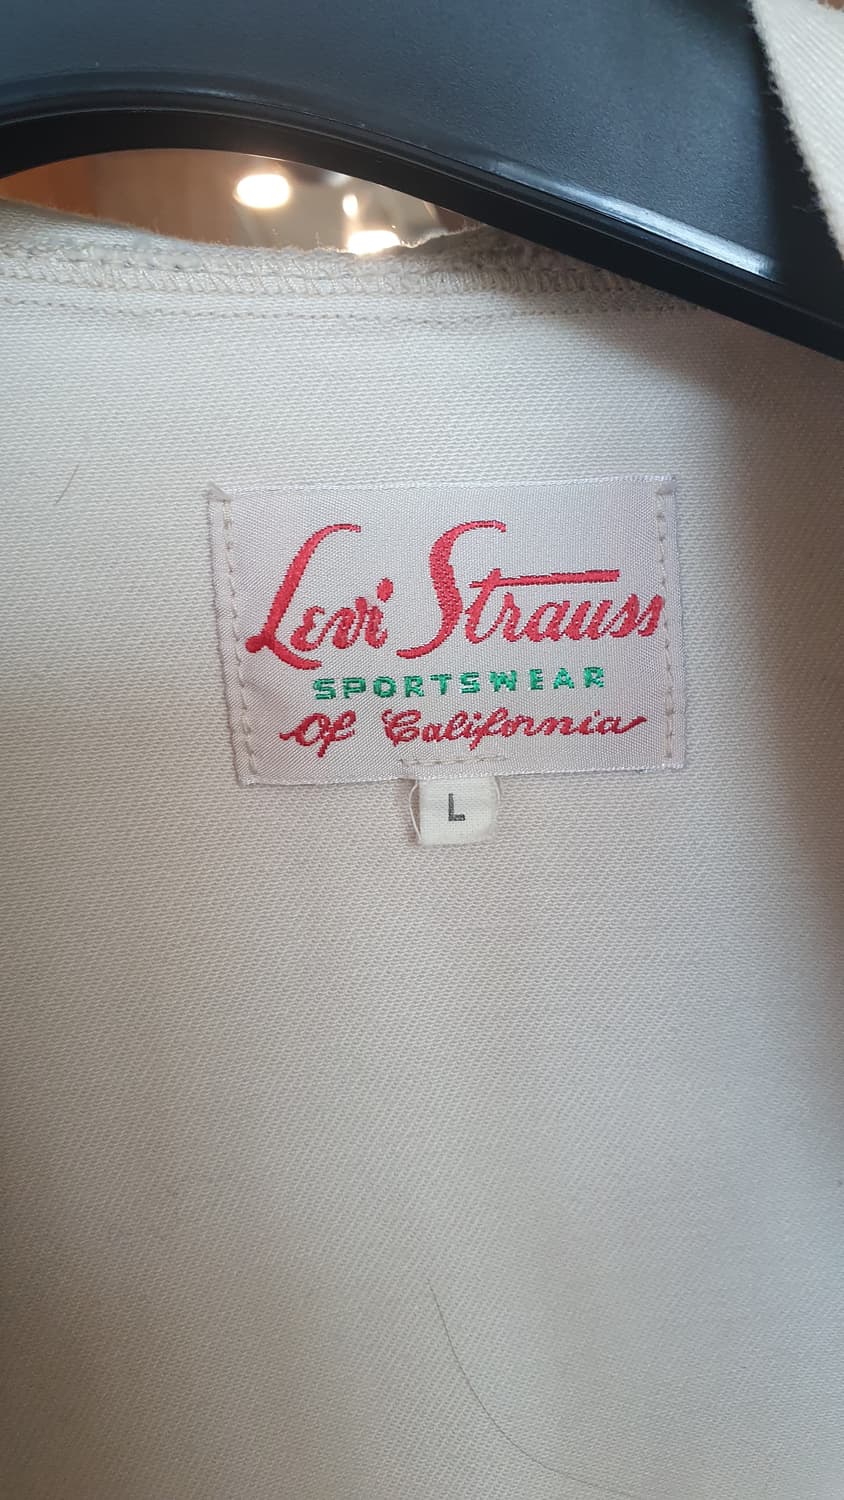 Levi Strauss
SPORTSWEAR
Of California
L